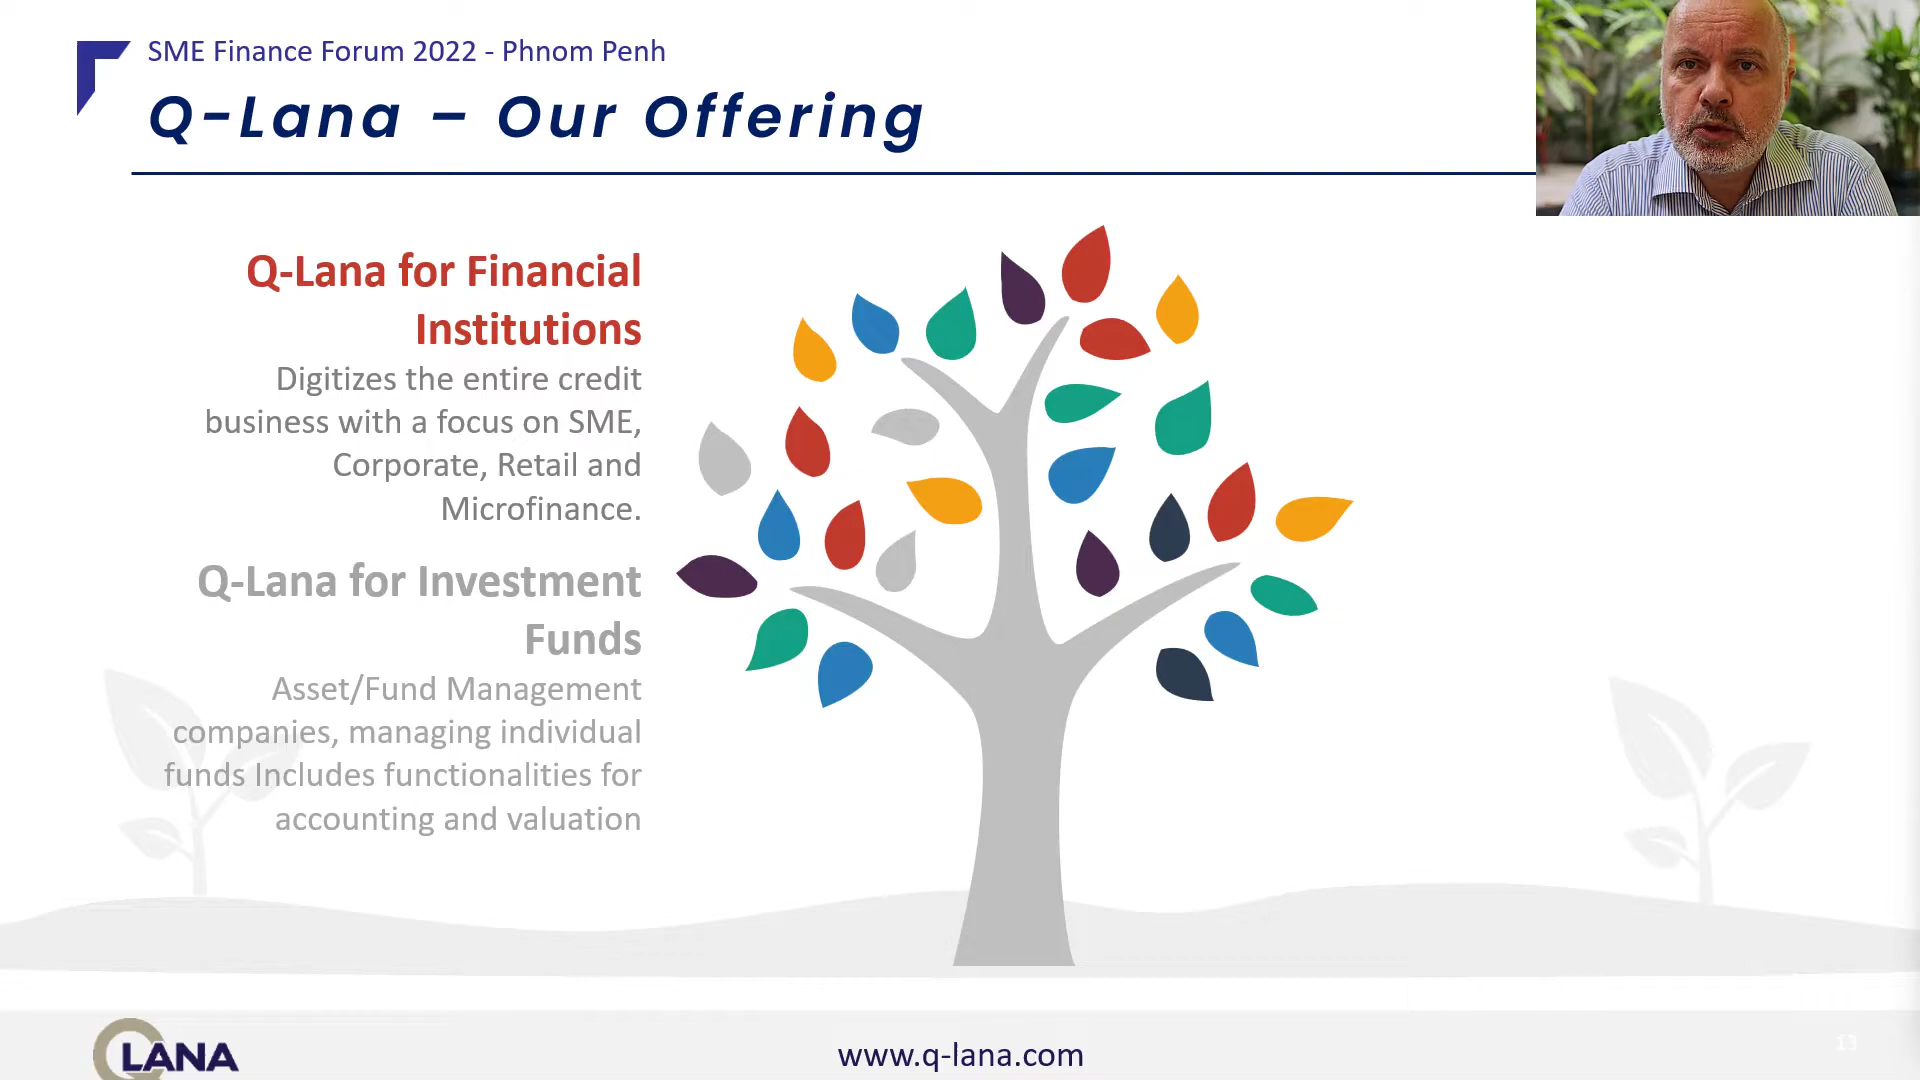 SME Finance Forum 2022 - Phnom Penh
Q-Lana – Our Offering
Q-Lana for Financial
Institutions
Digitizes the entire credit
business with a focus on SME,
Corporate, Retail and
Microfinance.
Q-Lana for Investment
Funds
Asset/Fund Management
companies, managing individual
funds Includes functionalities for
accounting and valuation
QLANA
www.q-lana.com
13